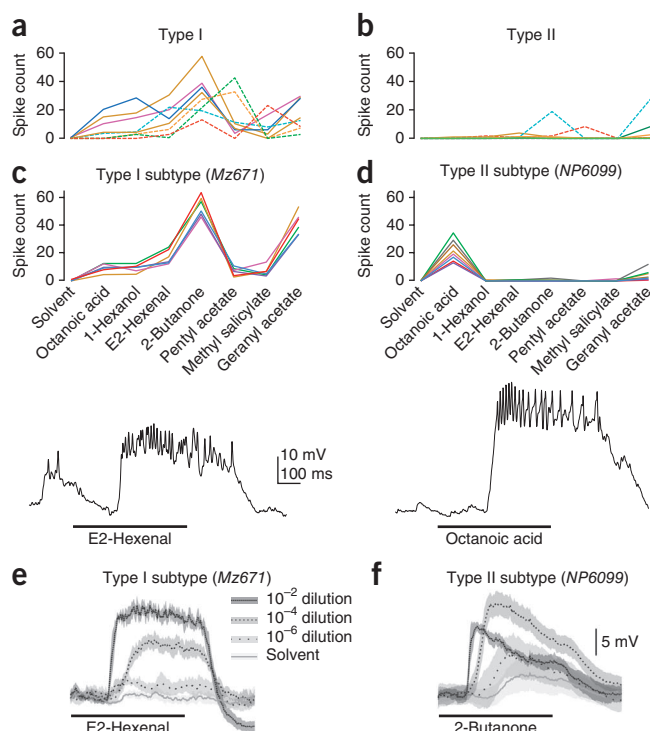 a
Type I
Spike count
60
40
20
0
b
Type II
Spike count
60
40
20
0
c
Type I subtype (Mz671)
Spike count
60
40
20
0
Solvent
Octanoic acid
1-Hexanol
E2-Hexenal
2-Butanone
Pentyl acetate
Methyl salicylate
Geranyl acetate
d
Type II subtype (NP6099)
60
40
20
0
Solvent
Octanoic acid
1-Hexanol
E2-Hexenal
2-Butanone
Pentyl acetate
Methyl salicylate
Geranyl acetate
10 mV
100 ms
E2-Hexenal
Octanoic acid
e
Type I subtype (Mz671)
10⁻² dilution
10⁻⁴ dilution
10⁻⁶ dilution
Solvent
E2-Hexenal
f
Type II subtype (NP6099)
5 mV
2-Butanone